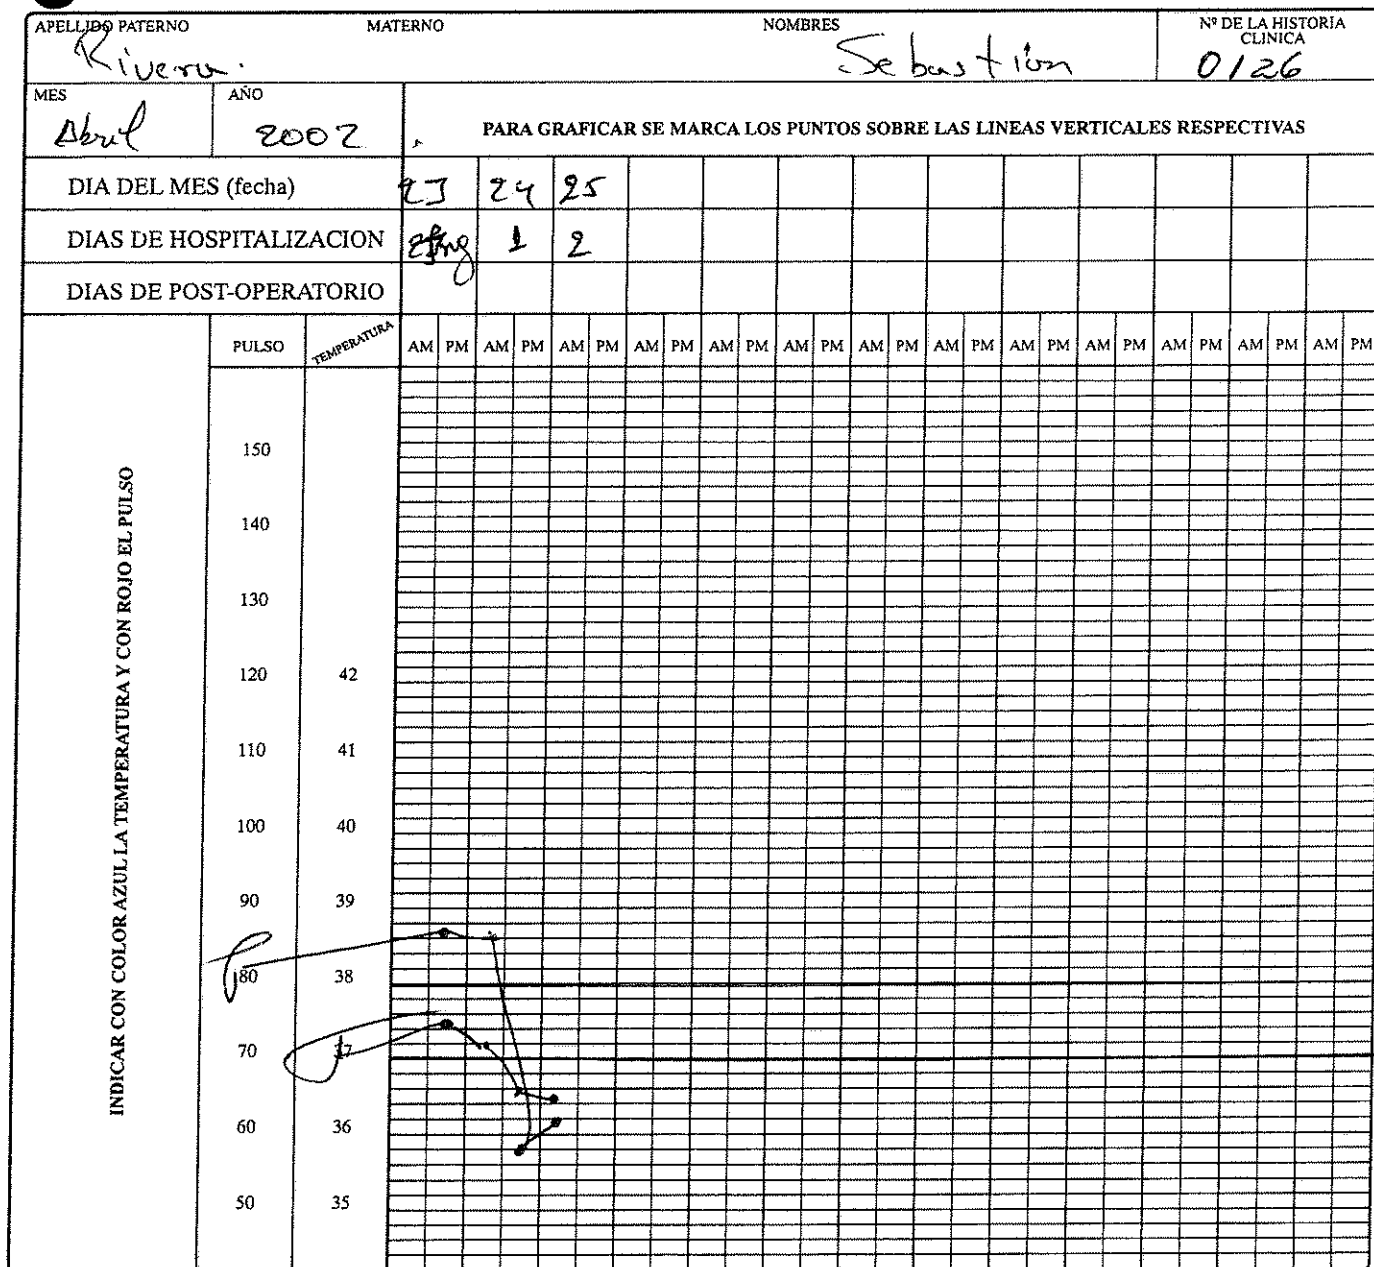 APELLIDO PATERNO MATERNO NOMBRES Nº DE LA HISTORIA CLINICA
Rivera. Sebastián 0126
MES AÑO
Abril 2002 PARA GRAFICAR SE MARCA LOS PUNTOS SOBRE LAS LINEAS VERTICALES RESPECTIVAS
DIA DEL MES (fecha) 23 24 25
DIAS DE HOSPITALIZACION 1 2
DIAS DE POST-OPERATORIO
PULSO TEMPERATURA AM PM AM PM AM PM AM PM AM PM AM PM AM PM AM PM AM PM AM PM AM PM AM PM AM PM
INDICAR CON COLOR AZUL LA TEMPERATURA Y CON ROJO EL PULSO
150
140
130
120 42
110 41
100 40
90 39
80 38
70 37
60 36
50 35